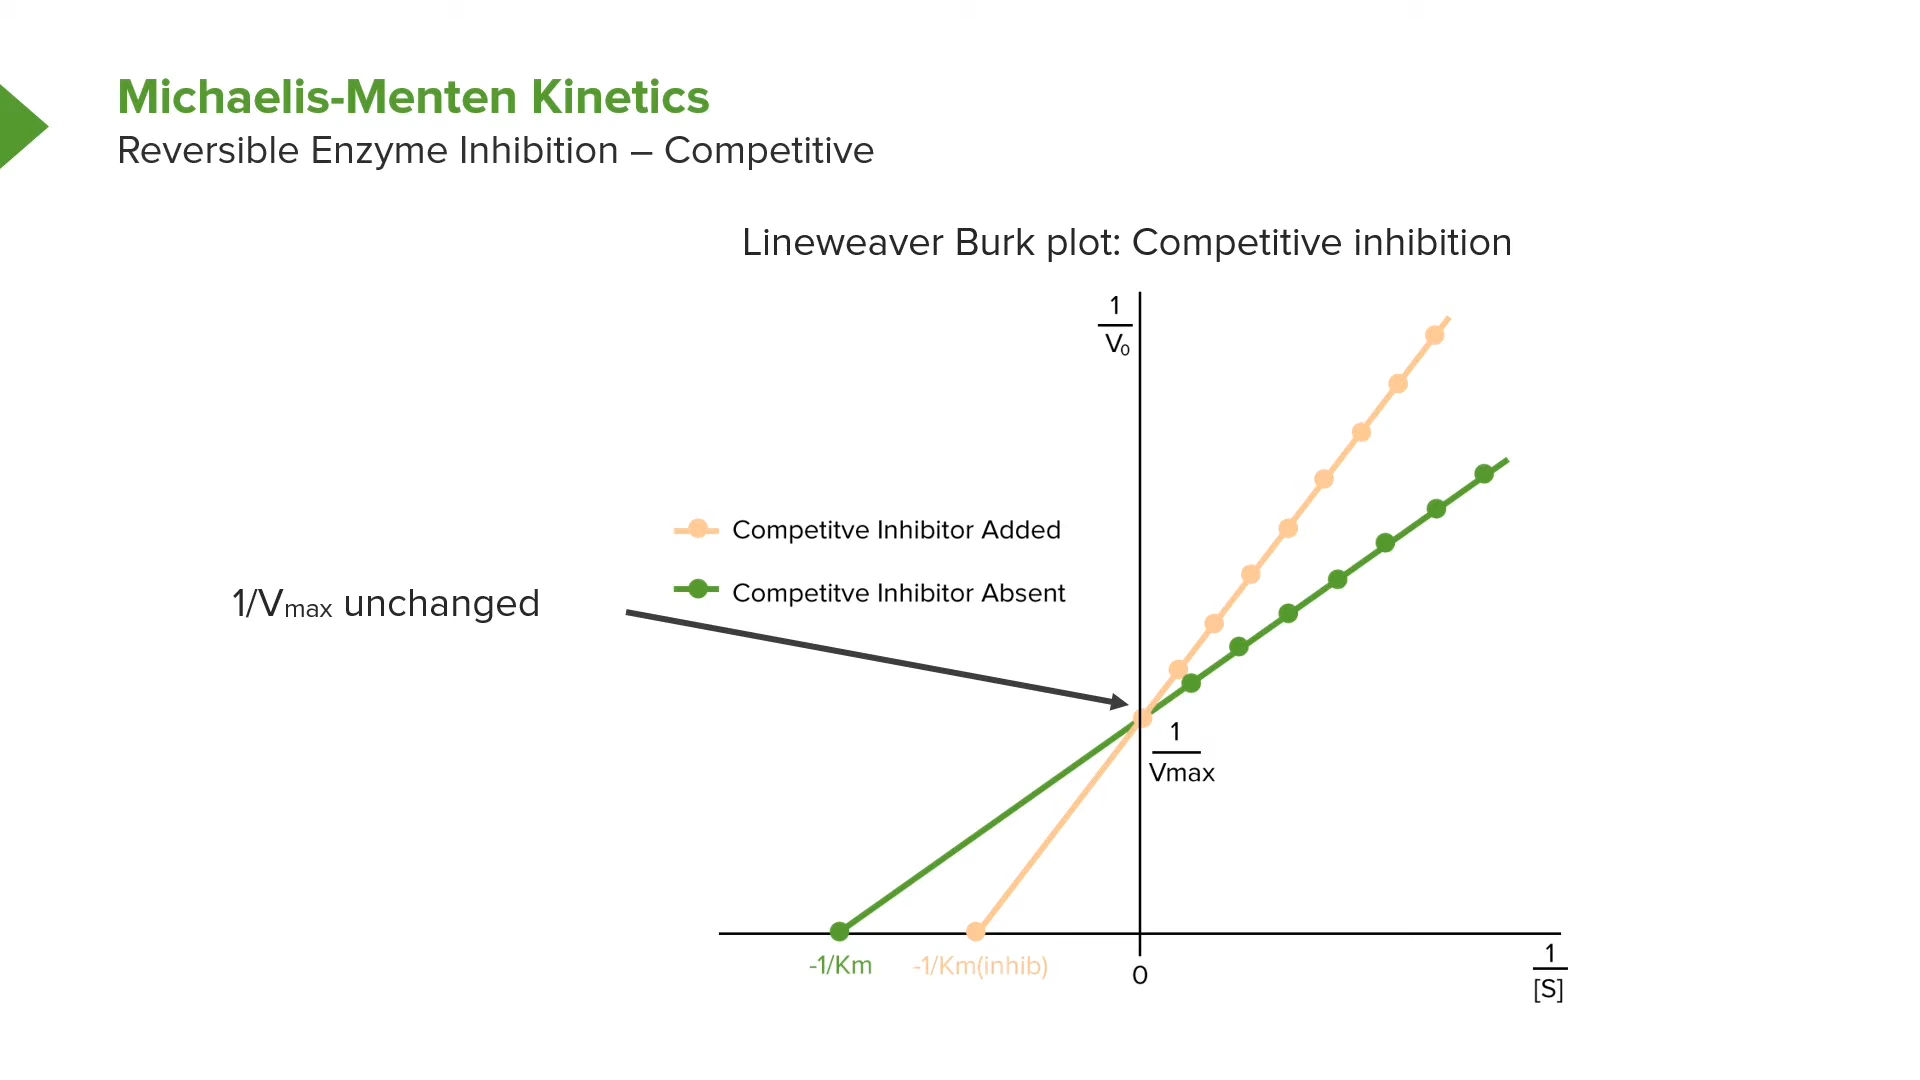 Michaelis-Menten Kinetics
Reversible Enzyme Inhibition – Competitive
Lineweaver Burk plot: Competitive inhibition
1
V₀
Competitve Inhibitor Added
Competitve Inhibitor Absent
1/Vmax unchanged
1
Vmax
-1/Km
-1/Km(inhib)
0
1
[S]